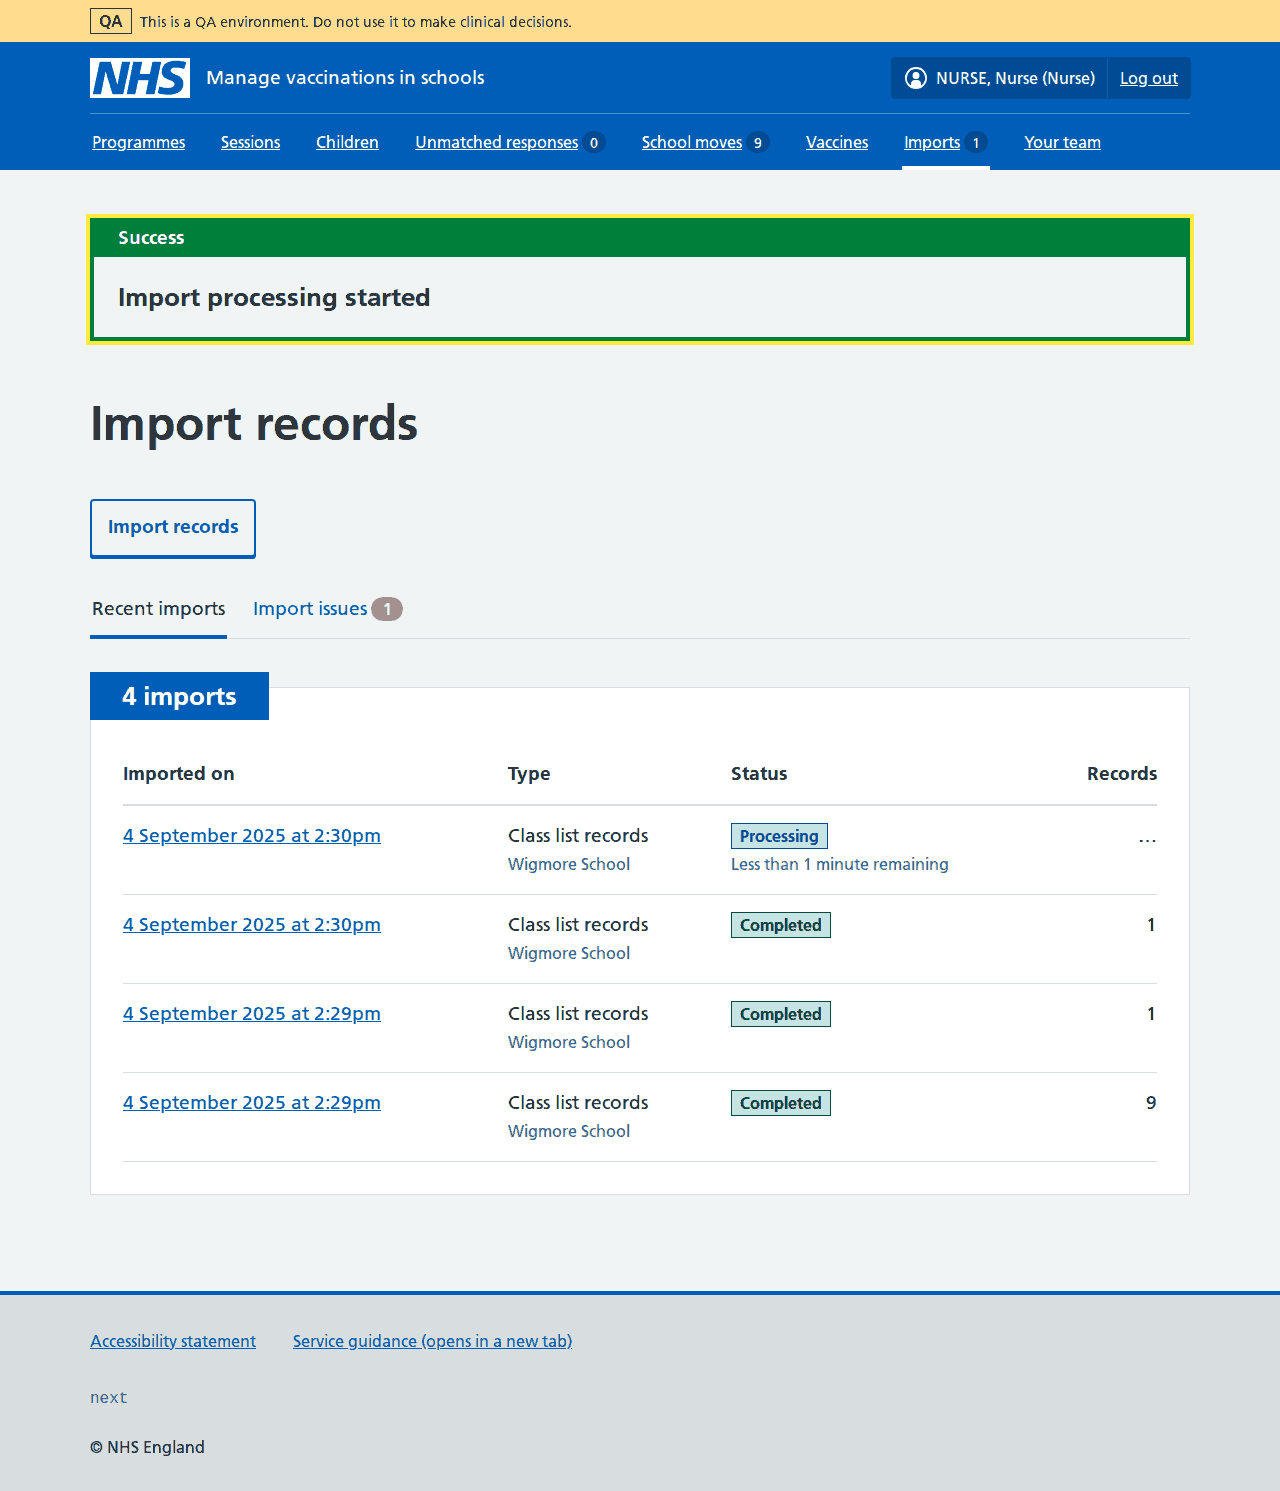 QA This is a QA environment. Do not use it to make clinical decisions.
NHS Manage vaccinations in schools NURSE, Nurse (Nurse) Log out
Programmes Sessions Children Unmatched responses 0 School moves 9 Vaccines Imports 1 Your team
Success
Import processing started
Import records
Import records
Recent imports Import issues 1
4 imports
Imported on Type Status Records
4 September 2025 at 2:30pm Class list records Processing ...
Wigmore School Less than 1 minute remaining
4 September 2025 at 2:30pm Class list records Completed 1
Wigmore School
4 September 2025 at 2:29pm Class list records Completed 1
Wigmore School
4 September 2025 at 2:29pm Class list records Completed 9
Wigmore School
Accessibility statement Service guidance (opens in a new tab)
next
© NHS England